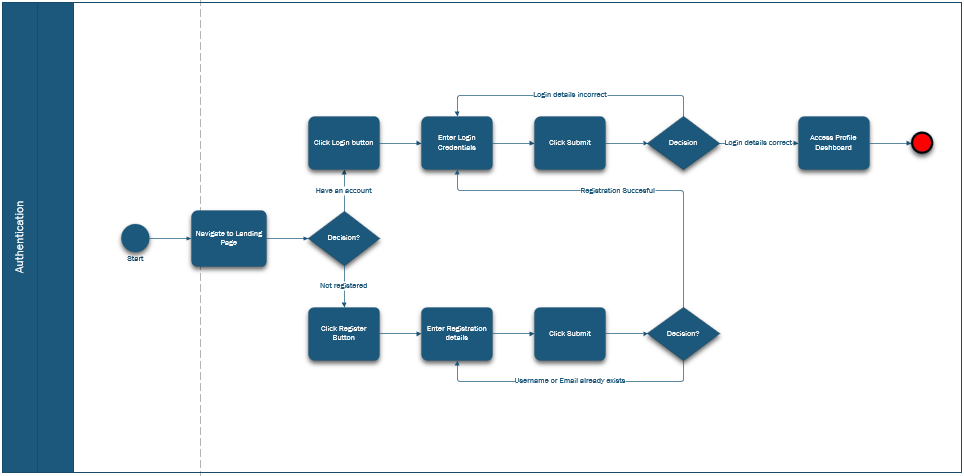 Authentication
Login details incorrect
Click Login button
Enter Login
Credentials
Click Submit
Decision
Login details correct
Access Profile
Dashboard
Have an account
Registration Succesful
Start
Navigate to Landing
Page
Decision?
Not registered
Click Register
Button
Enter Registration
details
Click Submit
Decision?
Username or Email already exists